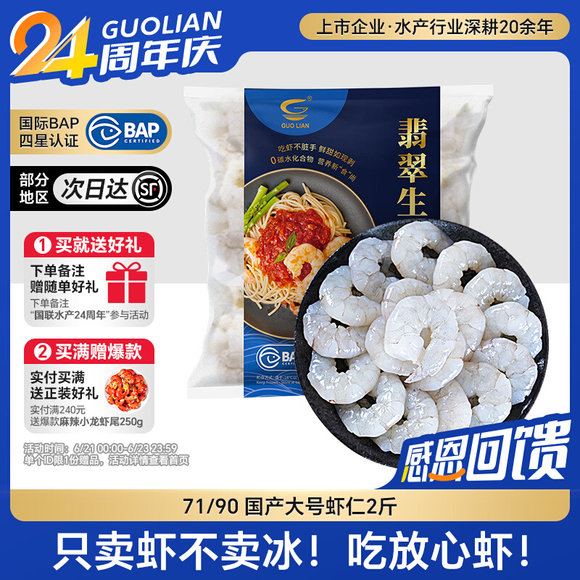 24 GUOLIAN
周年庆
上市企业·水产行业深耕20余年
国际BAP
四星认证
BAP
CERTIFIED
部分
地区
次日达
SF
1 买就送好礼
下单备注
赠随单好礼
下单备注
“国联水产24周年”参与活动
2 买满赠爆款
实付买满
送正装好礼
实付满240元
送爆款麻辣小龙虾尾250g
活动时间：6/21 00:00-6/23 23:59
单个ID限1份赠品，活动详情查看首页
G
®
GUO LIAN
吃虾不脏手 鲜甜如现剥
0碳水化合物 营养新“食”尚
翡翠生
BAP
感恩回馈
71/90 国产大号虾仁2斤
只卖虾不卖冰！吃放心虾！